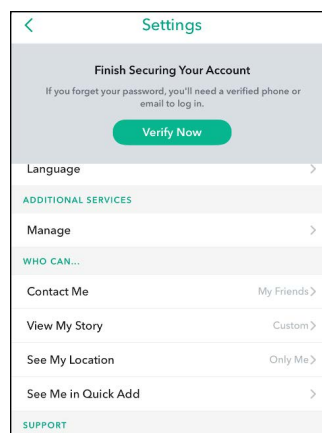 Settings
Finish Securing Your Account
If you forget your password, you'll need a verified phone or
email to log in.
Verify Now
Language
ADDITIONAL SERVICES
Manage
WHO CAN...
Contact Me My Friends
View My Story Custom
See My Location Only Me
See Me in Quick Add
SUPPORT